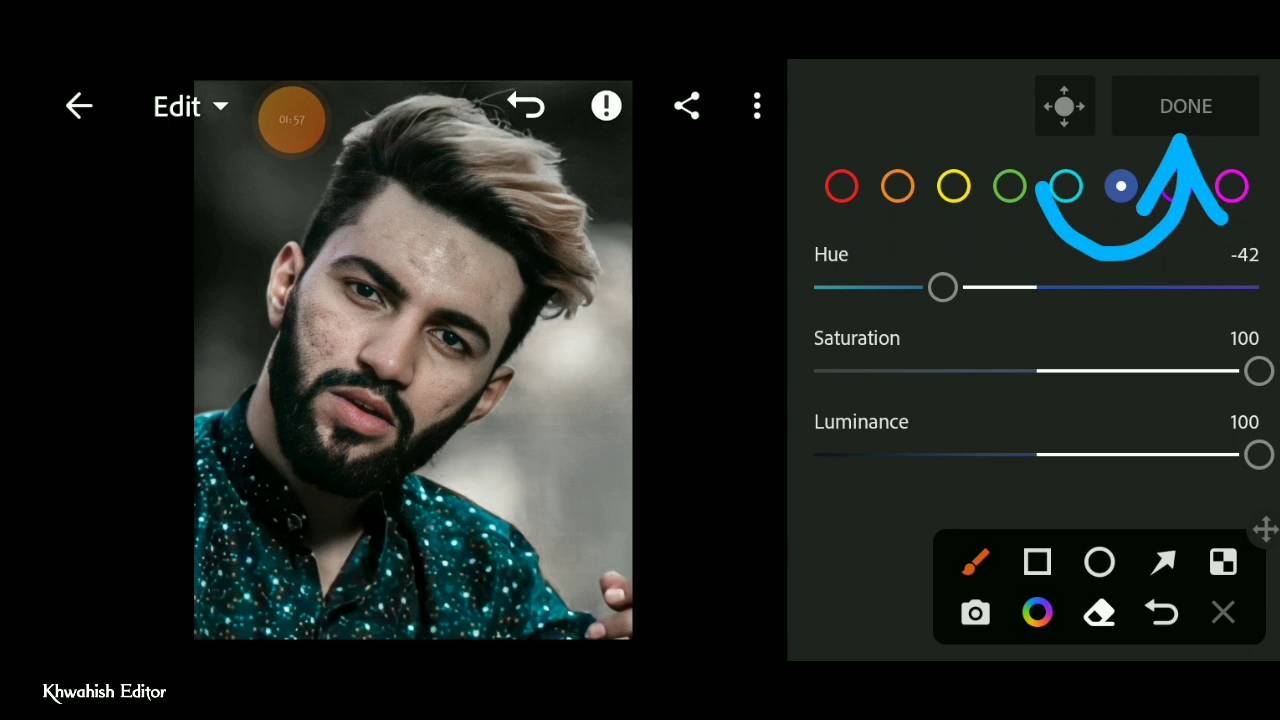 Edit
01:57
DONE
Hue -42
Saturation 100
Luminance 100
Khwahish Editor